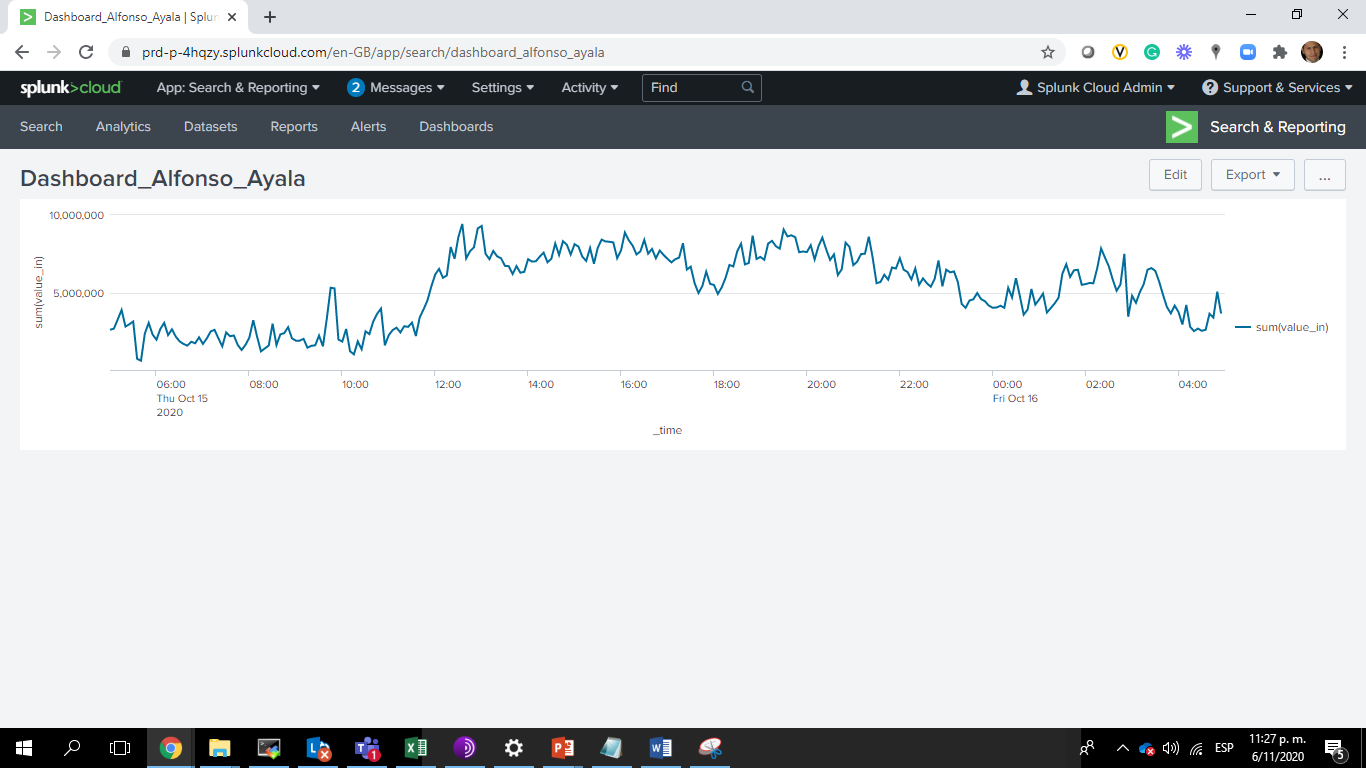 Dashboard_Alfonso_Ayala | Splun
prd-p-4hqzy.splunkcloud.com/en-GB/app/search/dashboard_alfonso_ayala
splunk>cloud App: Search & Reporting 2 Messages Settings Activity Find Splunk Cloud Admin ? Support & Services
Search Analytics Datasets Reports Alerts Dashboards > Search & Reporting
Dashboard_Alfonso_Ayala Edit Export ...
10,000,000
5,000,000
sum(value_in)
sum(value_in)
06:00 08:00 10:00 12:00 14:00 16:00 18:00 20:00 22:00 00:00 02:00 04:00
Thu Oct 15 Fri Oct 16
2020
_time
11:27 p. m.
ESP
6/11/2020
1
5